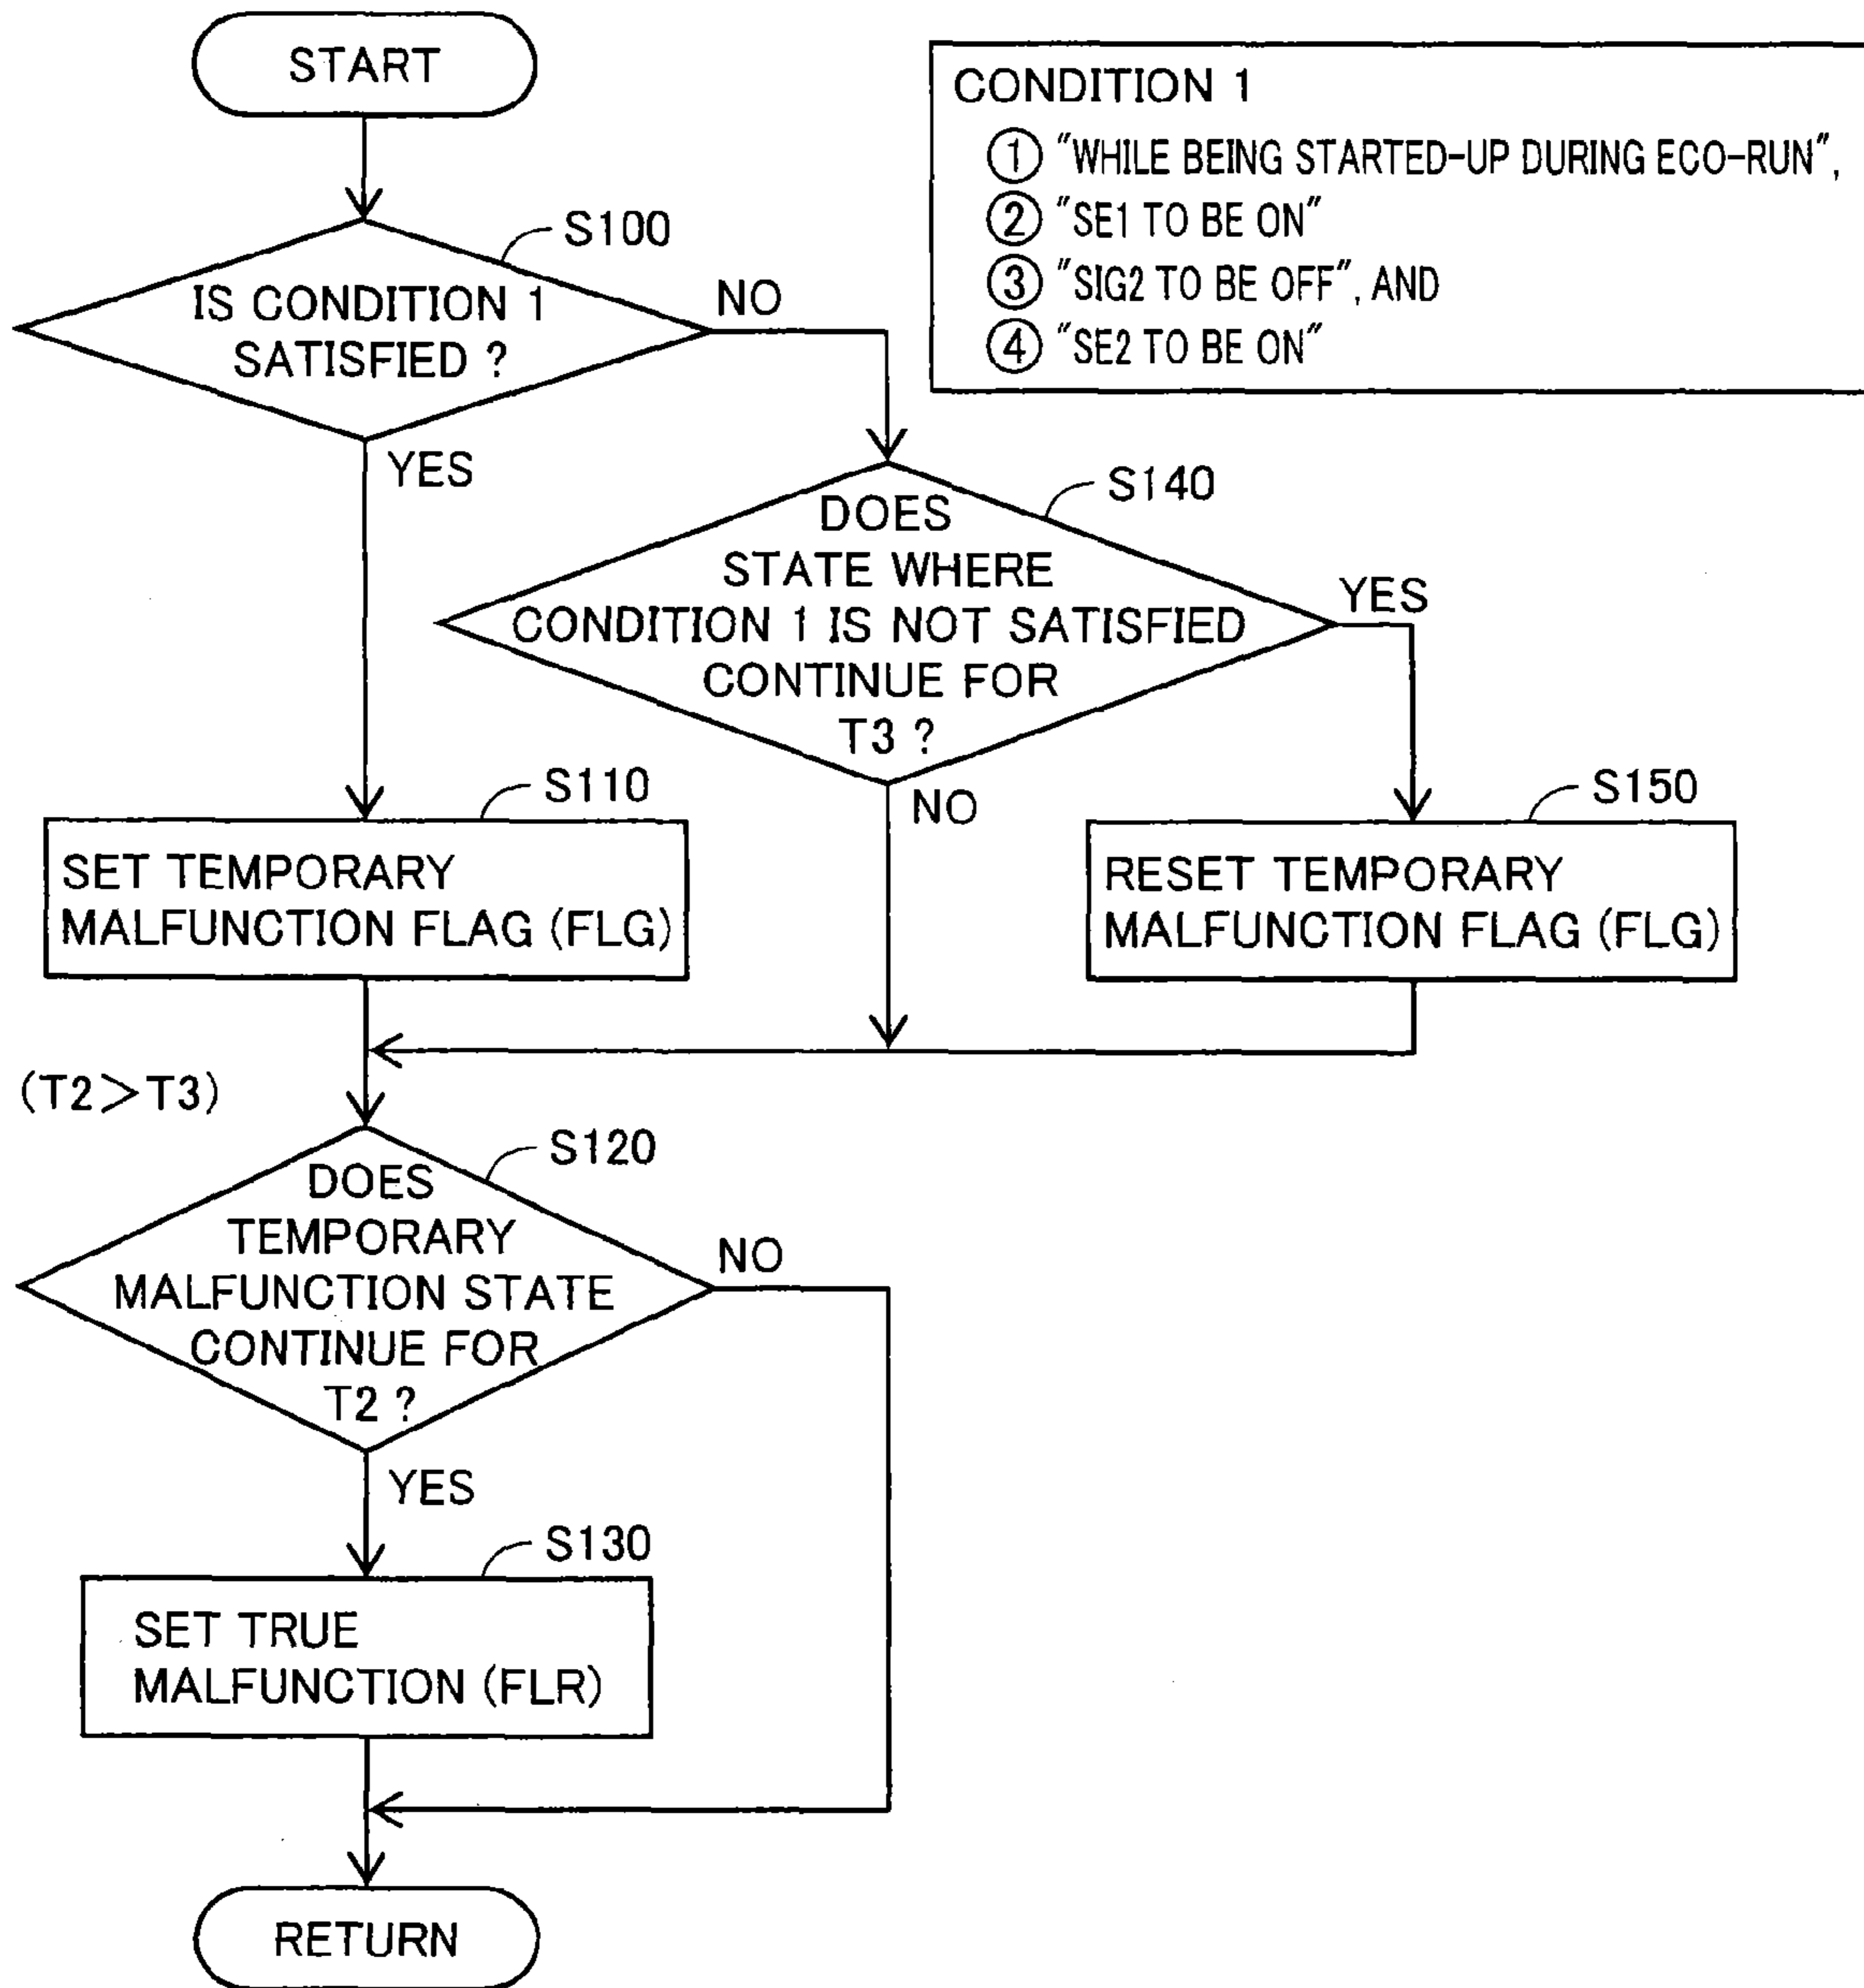 START
CONDITION 1
① "WHILE BEING STARTED-UP DURING ECO-RUN",
② "SE1 TO BE ON"
③ "SIG2 TO BE OFF", AND
④ "SE2 TO BE ON"
S100
IS CONDITION 1
SATISFIED ?
NO
YES
S140
DOES
STATE WHERE
CONDITION 1 IS NOT SATISFIED
CONTINUE FOR
T3 ?
YES
NO
S110
SET TEMPORARY
MALFUNCTION FLAG (FLG)
S150
RESET TEMPORARY
MALFUNCTION FLAG (FLG)
(T2>T3)
S120
DOES
TEMPORARY
MALFUNCTION STATE
CONTINUE FOR
T2 ?
NO
YES
S130
SET TRUE
MALFUNCTION (FLR)
RETURN